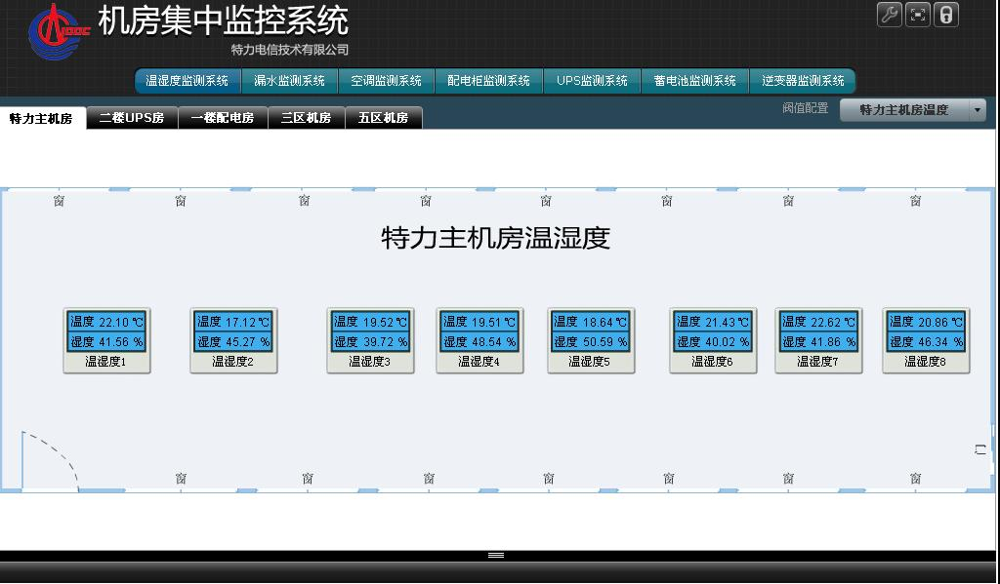 机房集中监控系统
特力电信技术有限公司
温湿度监测系统 漏水监测系统 空调监测系统 配电柜监测系统 UPS监测系统 蓄电池监测系统 逆变器监测系统
特力主机房 二楼UPS房 一楼配电房 三区机房 五区机房 阀值配置 特力主机房温度
窗 窗 窗 窗 窗 窗 窗 窗
特力主机房温湿度
温度 22.10 ℃ 温度 17.12 ℃ 温度 19.52 ℃ 温度 19.51 ℃ 温度 18.64 ℃ 温度 21.43 ℃ 温度 22.62 ℃ 温度 20.86 ℃
湿度 41.56 % 湿度 45.27 % 湿度 39.72 % 湿度 48.54 % 湿度 50.59 % 湿度 40.02 % 湿度 41.86 % 湿度 46.34 %
温湿度1 温湿度2 温湿度3 温湿度4 温湿度5 温湿度6 温湿度7 温湿度8
窗 窗 窗 窗 窗 窗 窗